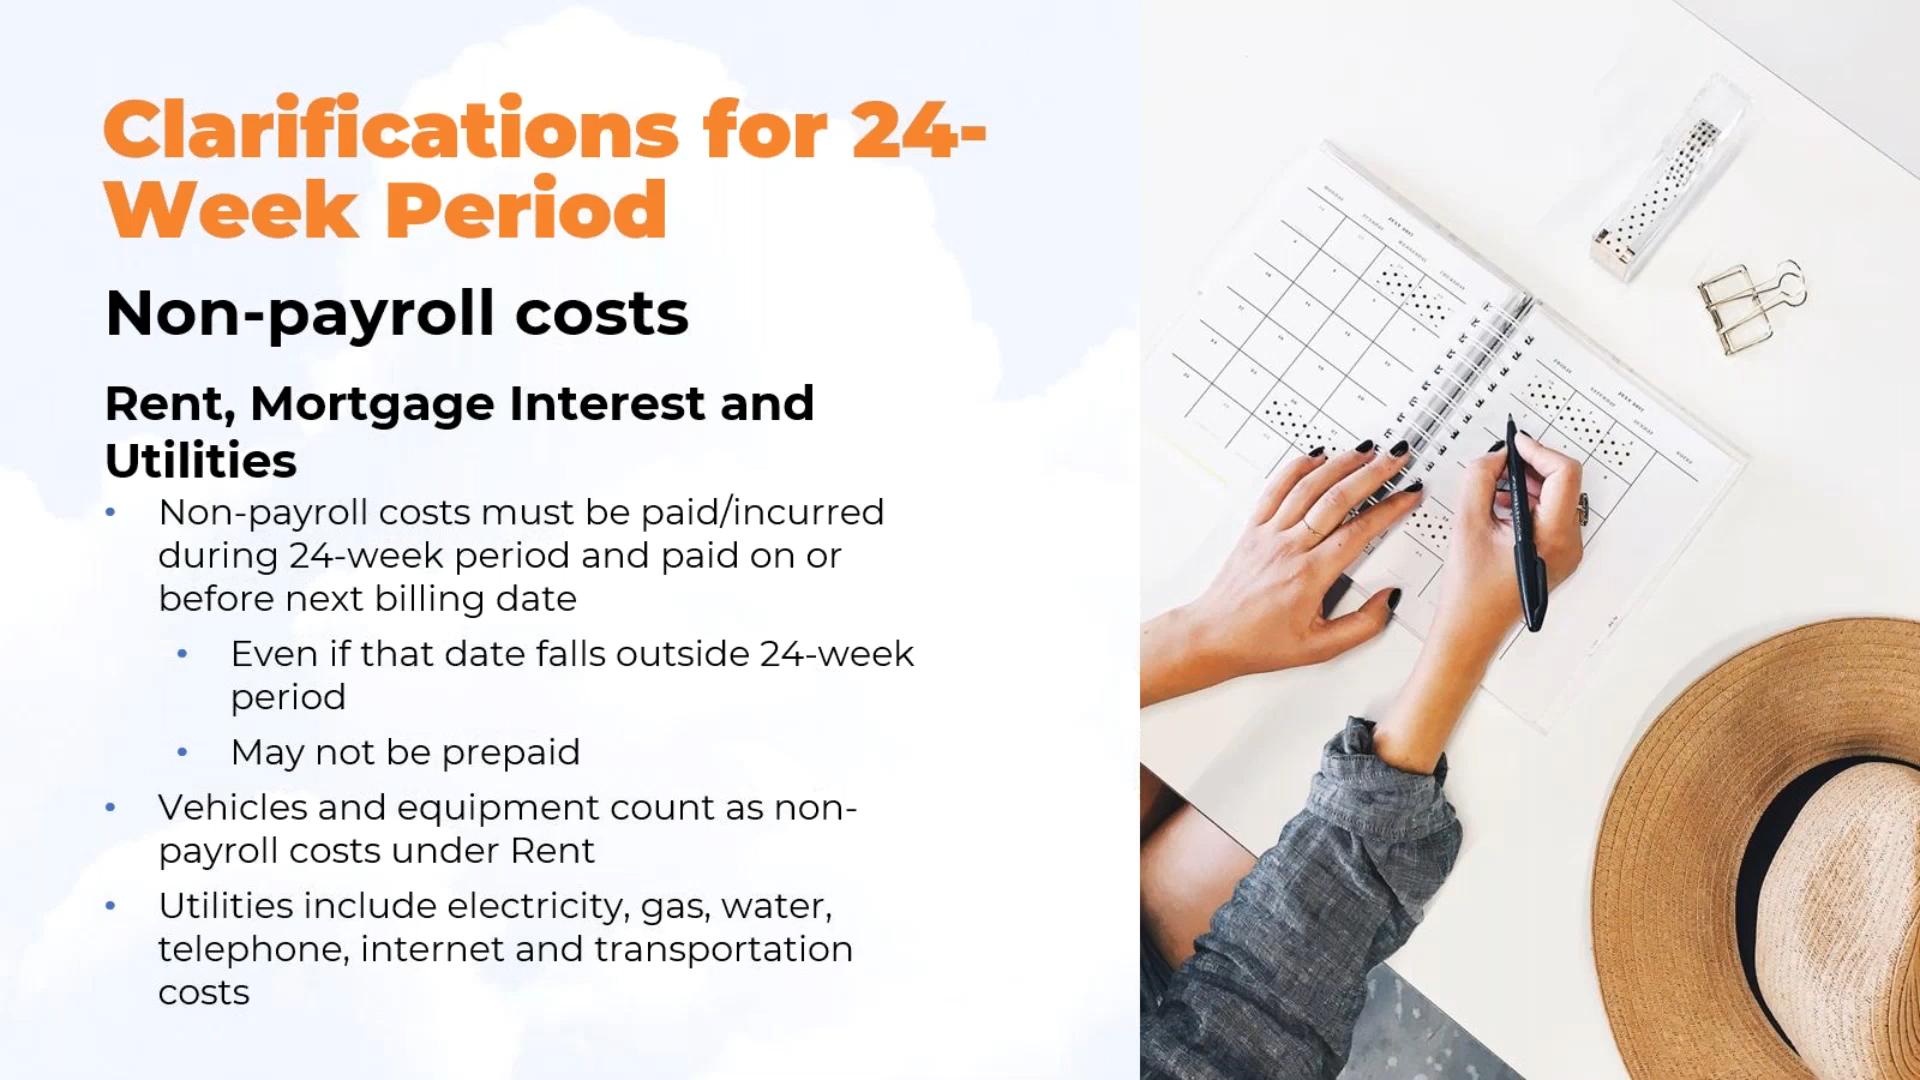 Clarifications for 24-
Week Period
Non-payroll costs
Rent, Mortgage Interest and
Utilities
• Non-payroll costs must be paid/incurred
during 24-week period and paid on or
before next billing date
• Even if that date falls outside 24-week
period
• May not be prepaid
• Vehicles and equipment count as non-
payroll costs under Rent
• Utilities include electricity, gas, water,
telephone, internet and transportation
costs